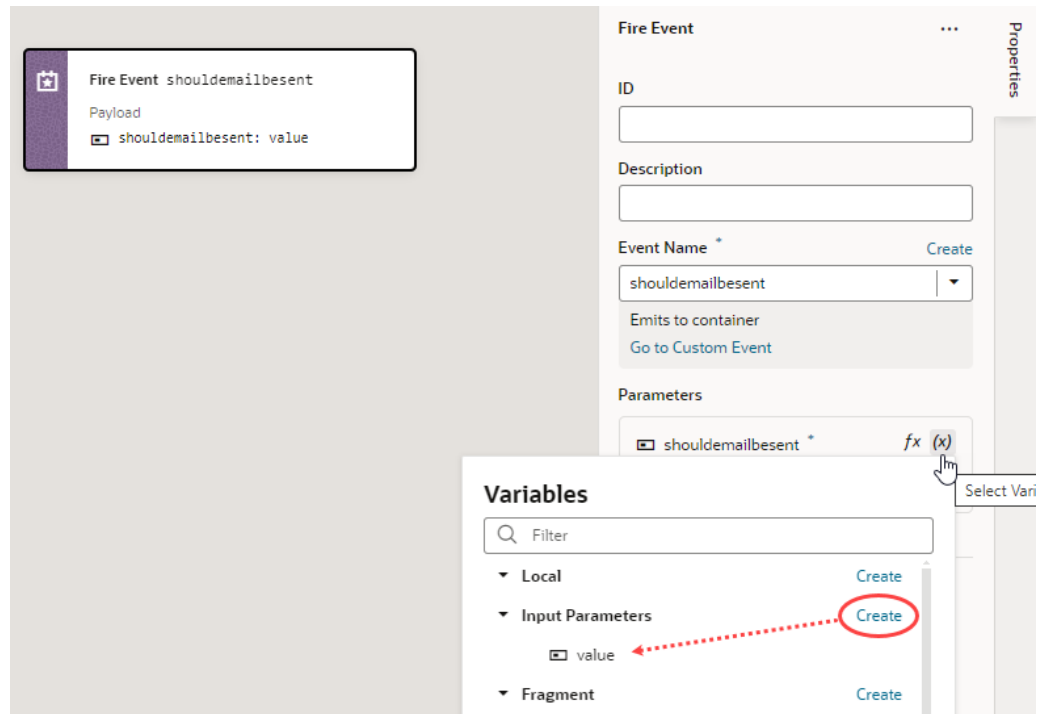 Fire Event shouldemailbesent
Payload
shouldemailbesent: value
Fire Event
...
Properties
ID
Description
Event Name * Create
shouldemailbesent
Emits to container
Go to Custom Event
Parameters
shouldemailbesent * fx (x)
Select Vari
Variables
Filter
Local Create
Input Parameters Create
value
Fragment Create